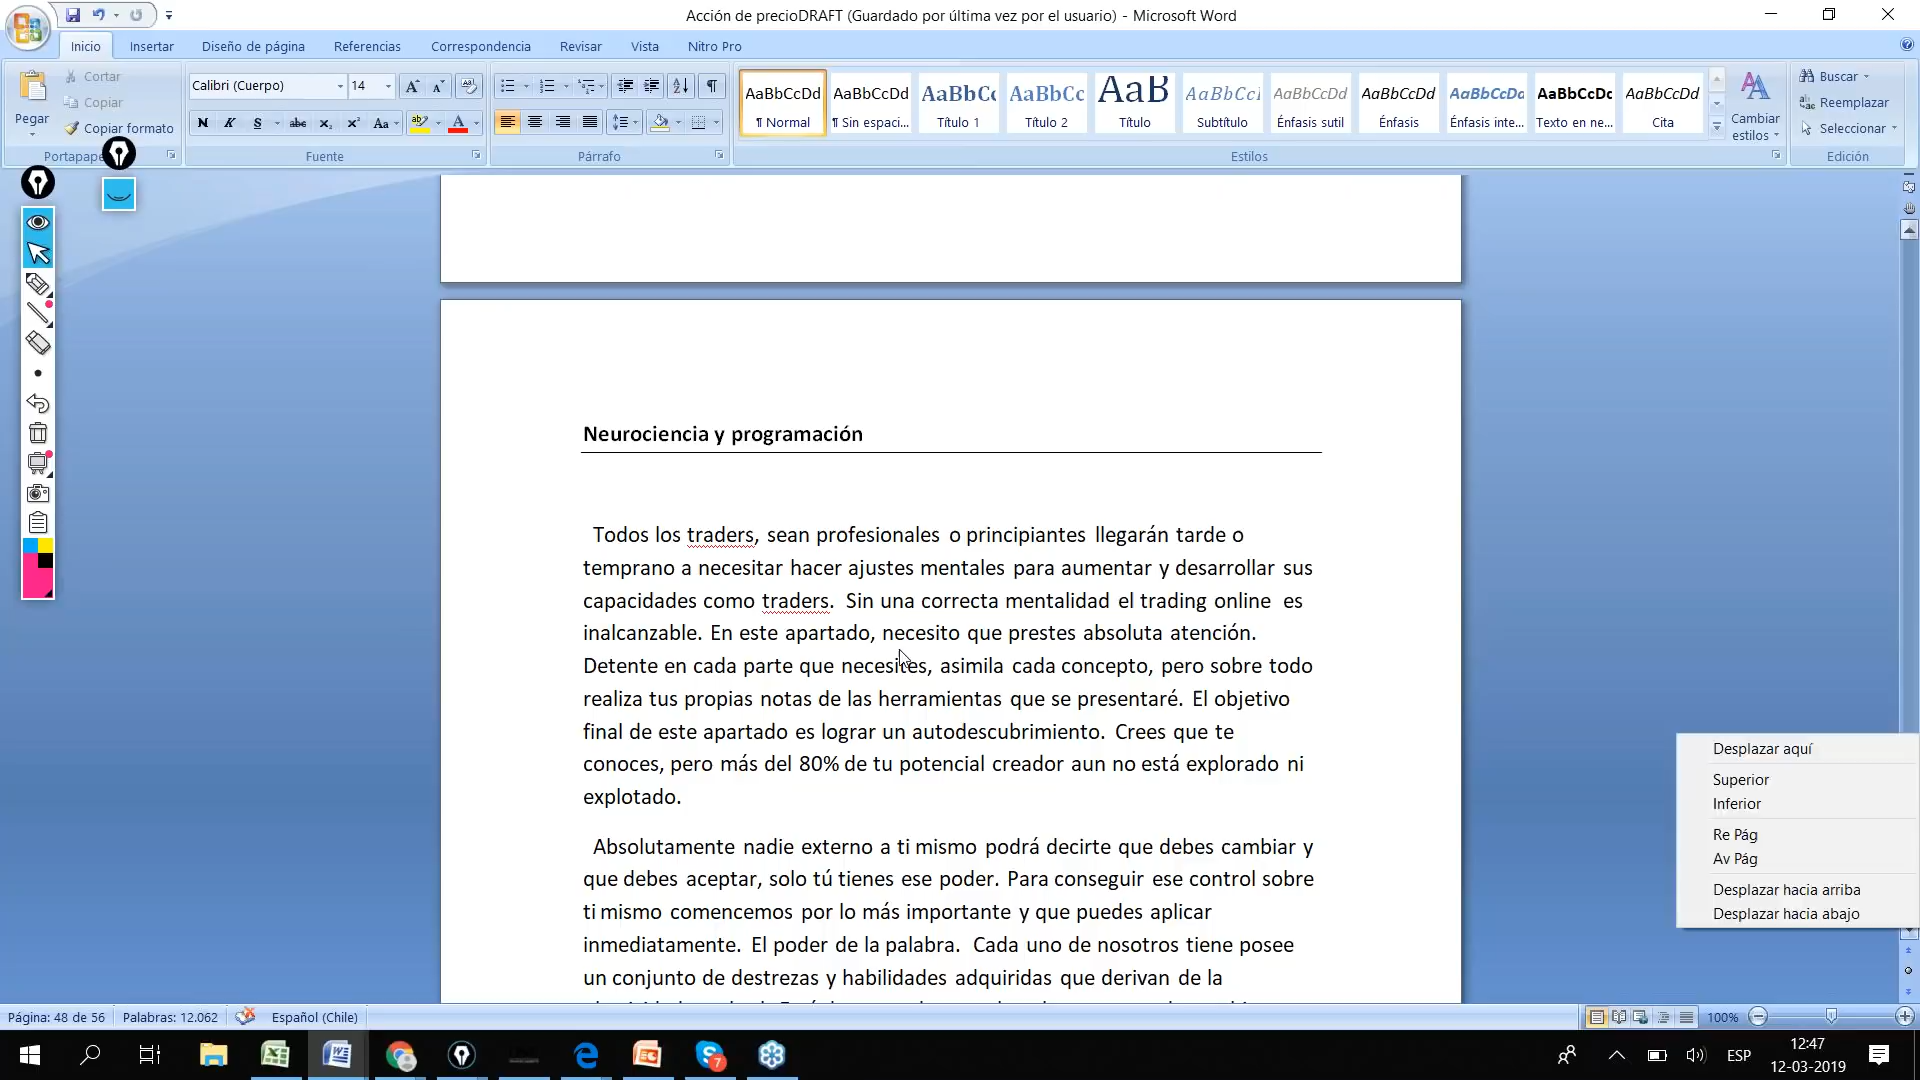 Acción de precioDRAFT (Guardado por última vez por el usuario) - Microsoft Word
Inicio Insertar Diseño de página Referencias Correspondencia Revisar Vista Nitro Pro
Pegar
Cortar
Copiar
Copiar formato
Portapape
Calibri (Cuerpo) 14
N K S abe x₂ x² Aa ab A
Fuente
Párrafo
AaBbCcDd AaBbCcDd AaBbCc AaBbCc AaB AaBbCcI AaBbCcDd AaBbCcDd AaBbCcDd AaBbCcDc AaBbCcDd
¶ Normal ¶ Sin espaci... Título 1 Título 2 Título Subtítulo Énfasis sutil Énfasis Énfasis inte... Texto en ne... Cita
Estilos
Cambiar
estilos
Buscar
Reemplazar
Seleccionar
Edición
Neurociencia y programación
Todos los traders, sean profesionales o principiantes llegarán tarde o
temprano a necesitar hacer ajustes mentales para aumentar y desarrollar sus
capacidades como traders. Sin una correcta mentalidad el trading online es
inalcanzable. En este apartado, necesito que prestes absoluta atención.
Detente en cada parte que necesites, asimila cada concepto, pero sobre todo
realiza tus propias notas de las herramientas que se presentaré. El objetivo
final de este apartado es lograr un autodescubrimiento. Crees que te
conoces, pero más del 80% de tu potencial creador aun no está explorado ni
explotado.
Absolutamente nadie externo a ti mismo podrá decirte que debes cambiar y
que debes aceptar, solo tú tienes ese poder. Para conseguir ese control sobre
ti mismo comencemos por lo más importante y que puedes aplicar
inmediatamente. El poder de la palabra. Cada uno de nosotros tiene posee
un conjunto de destrezas y habilidades adquiridas que derivan de la
Desplazar aquí
Superior
Inferior
Re Pág
Av Pág
Desplazar hacia arriba
Desplazar hacia abajo
Página: 48 de 56 Palabras: 12.062 Español (Chile) 100%
7
ESP
12:47
12-03-2019